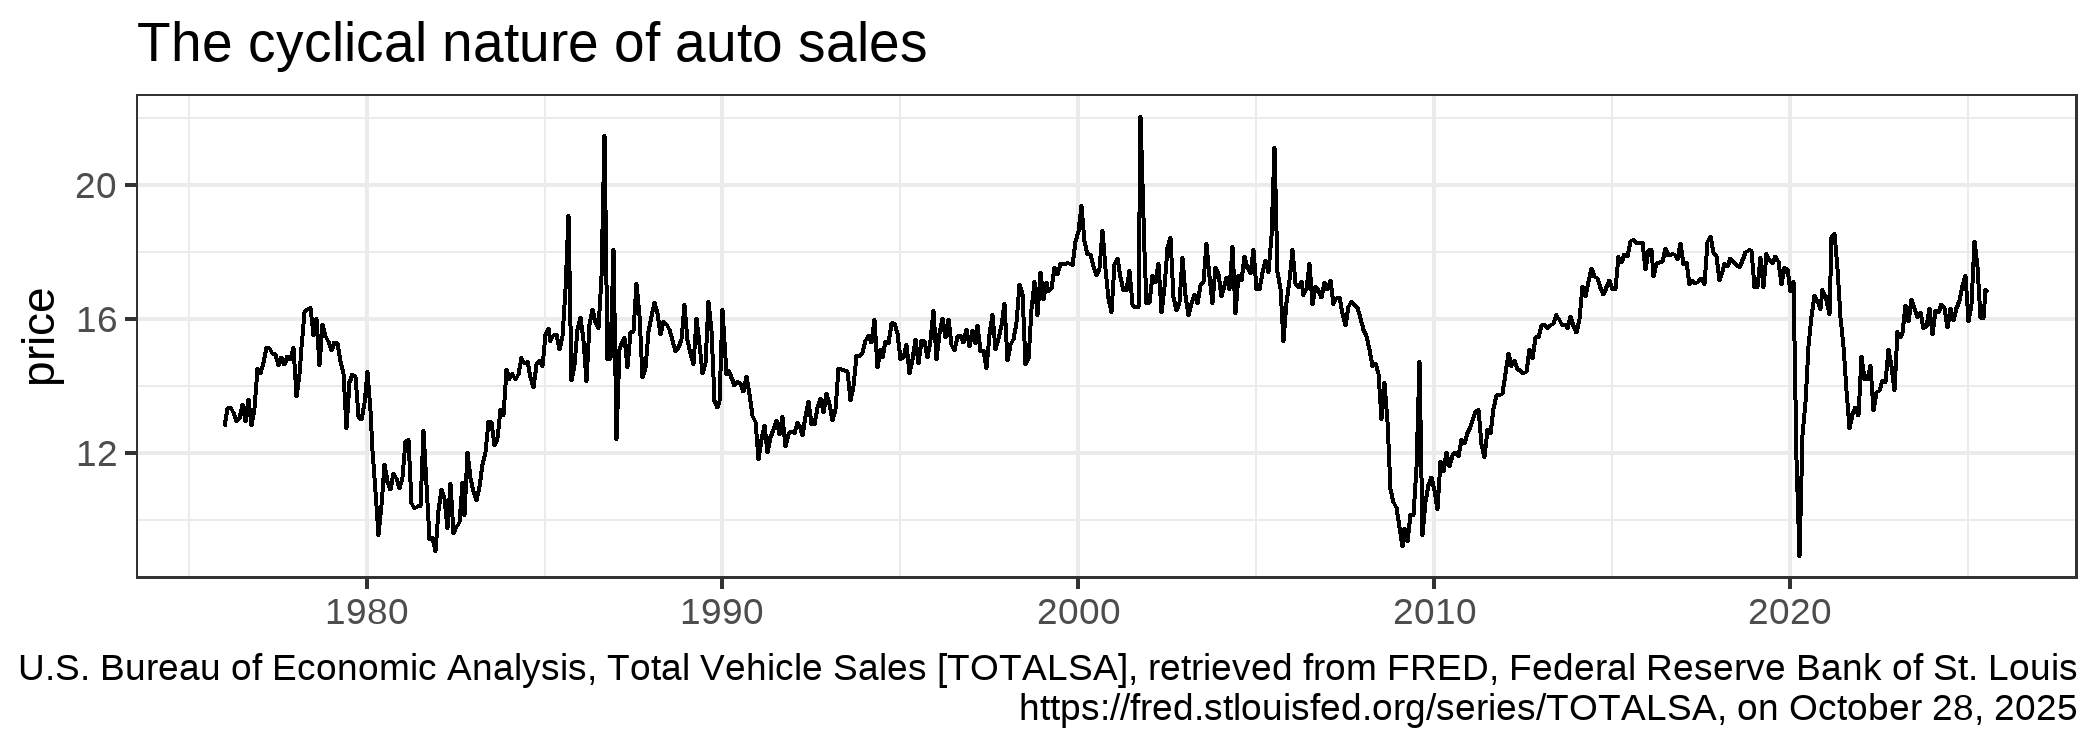 The cyclical nature of auto sales
price
20
16
12
1980 1990 2000 2010 2020
U.S. Bureau of Economic Analysis, Total Vehicle Sales [TOTALSA], retrieved from FRED, Federal Reserve Bank of St. Louis
https://fred.stlouisfed.org/series/TOTALSA, on October 28, 2025